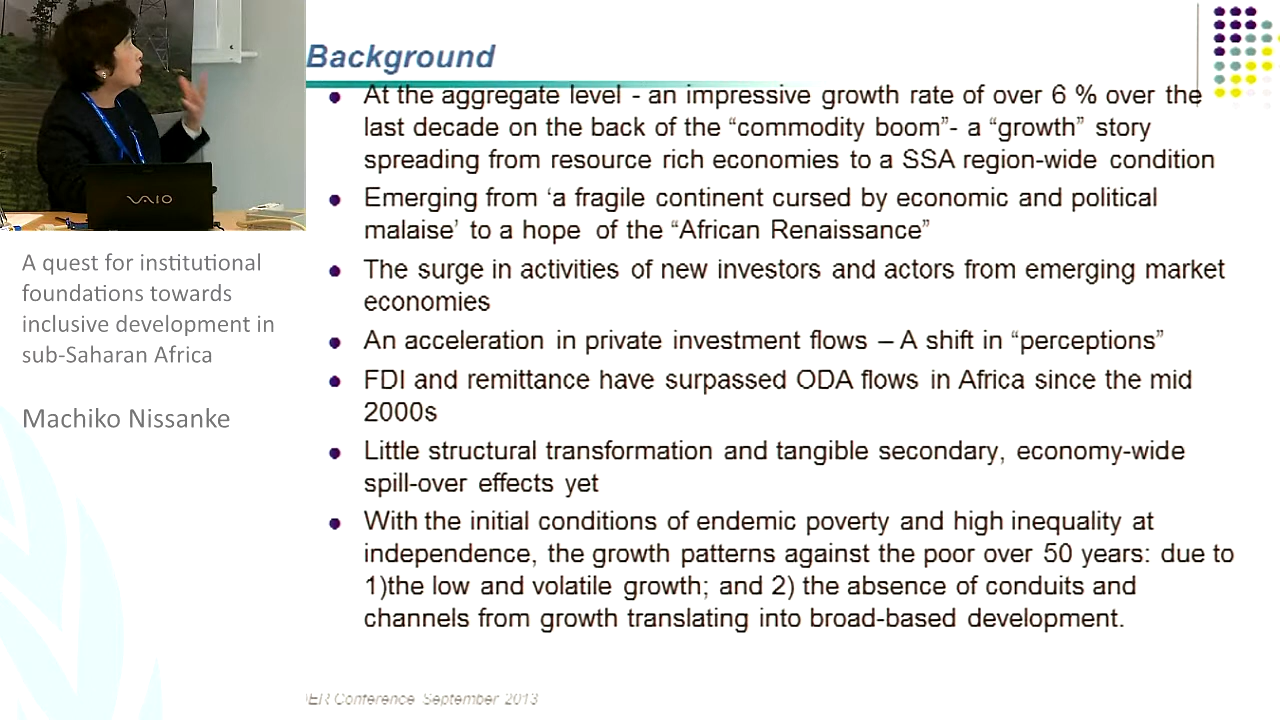 Background
At the aggregate level - an impressive growth rate of over 6 % over the
last decade on the back of the “commodity boom”- a “growth” story
spreading from resource rich economies to a SSA region-wide condition
Emerging from ‘a fragile continent cursed by economic and political
malaise’ to a hope of the “African Renaissance”
The surge in activities of new investors and actors from emerging market
economies
An acceleration in private investment flows – A shift in “perceptions”
FDI and remittance have surpassed ODA flows in Africa since the mid
2000s
Little structural transformation and tangible secondary, economy-wide
spill-over effects yet
With the initial conditions of endemic poverty and high inequality at
independence, the growth patterns against the poor over 50 years: due to
1)the low and volatile growth; and 2) the absence of conduits and
channels from growth translating into broad-based development.
VAIO
A quest for institutional
foundations towards
inclusive development in
sub-Saharan Africa
Machiko Nissanke
Conference September 2013